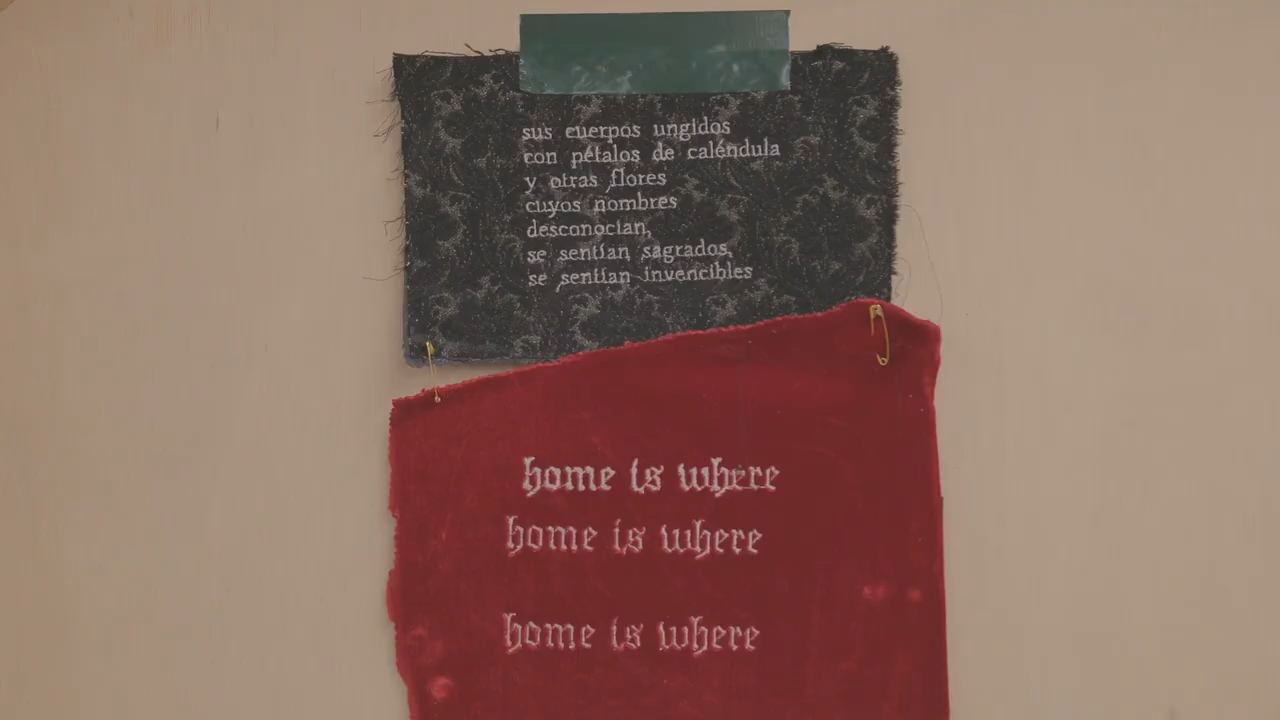 sus cuerpos ungidos
con pétalos de caléndula
y otras flores
cuyos nombres
desconocían,
se sentían sagrados,
se sentían invencibles
home is where
home is where
home is where